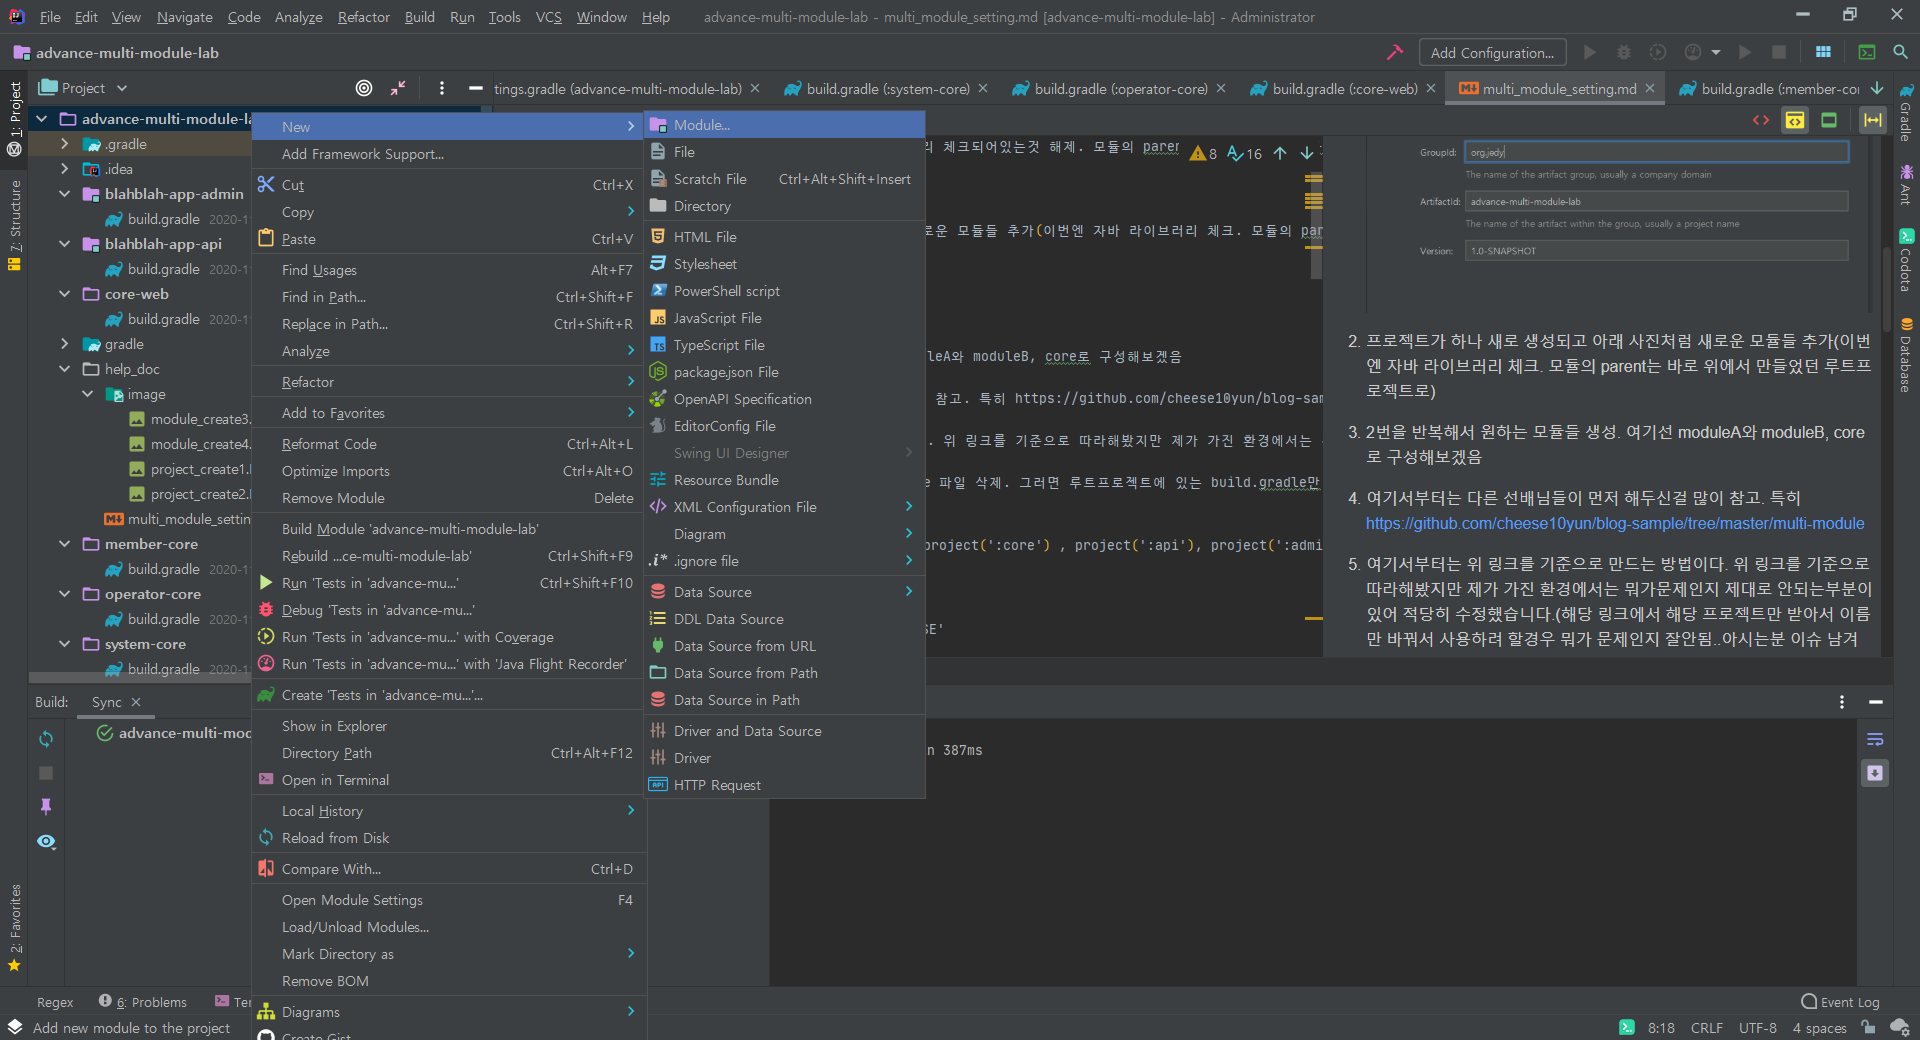 File Edit View Navigate Code Analyze Refactor Build Run Tools VCS Window Help advance-multi-module-lab - multi_module_setting.md [advance-multi-module-lab] - Administrator
advance-multi-module-lab
Add Configuration...
Project
tings.gradle (advance-multi-module-lab)
build.gradle (:system-core)
build.gradle (:operator-core)
build.gradle (:core-web)
multi_module_setting.md
build.gradle (:member-co
1: Project
7: Structure
2: Favorites
advance-multi-module-la
.gradle
.idea
blahblah-app-admin
build.gradle 2020-1
blahblah-app-api
build.gradle 2020-1
core-web
build.gradle 2020-1
gradle
help_doc
image
module_create3.
module_create4.
project_create1.
project_create2.
multi_module_settin
member-core
build.gradle 2020-1
operator-core
build.gradle 2020-1
system-core
build.gradle 2020-1
New
Add Framework Support...
Cut Ctrl+X
Copy
Paste Ctrl+V
Find Usages Alt+F7
Find in Path... Ctrl+Shift+F
Replace in Path... Ctrl+Shift+R
Analyze
Refactor
Add to Favorites
Reformat Code Ctrl+Alt+L
Optimize Imports Ctrl+Alt+O
Remove Module Delete
Build Module 'advance-multi-module-lab'
Rebuild ...ce-multi-module-lab' Ctrl+Shift+F9
Run 'Tests in 'advance-mu...' Ctrl+Shift+F10
Debug 'Tests in 'advance-mu...'
Run 'Tests in 'advance-mu...' with Coverage
Run 'Tests in 'advance-mu...' with 'Java Flight Recorder'
Create 'Tests in 'advance-mu...'...
Show in Explorer
Directory Path Ctrl+Alt+F12
Open in Terminal
Local History
Reload from Disk
Compare With... Ctrl+D
Open Module Settings F4
Load/Unload Modules...
Mark Directory as
Remove BOM
Diagrams
Create Gist
Module...
File
Scratch File Ctrl+Alt+Shift+Insert
Directory
HTML File
Stylesheet
PowerShell script
JavaScript File
TypeScript File
package.json File
OpenAPI Specification
EditorConfig File
Swing UI Designer
Resource Bundle
XML Configuration File
Diagram
.ignore file
Data Source
DDL Data Source
Data Source from URL
Data Source from Path
Data Source in Path
Driver and Data Source
Driver
HTTP Request
리 체크되어있는것 해제. 모듈의 paren
8 16
로운 모듈들 추가(이번엔 자바 라이브러리 체크. 모듈의 par
leA와 moduleB, core로 구성해보겠음
참고. 특히 https://github.com/cheese10yun/blog-sam
. 위 링크를 기준으로 따라해봤지만 제가 가진 환경에서는
파일 삭제. 그러면 루트프로젝트에 있는 build.gradle만
project(':core') , project(':api'), project(':admi
SE'
GroupId: org.jedy
The name of the artifact group, usually a company domain
ArtifactId: advance-multi-module-lab
The name of the artifact within the group, usually a project name
Version: 1.0-SNAPSHOT
2. 프로젝트가 하나 새로 생성되고 아래 사진처럼 새로운 모듈들 추가(이번
엔 자바 라이브러리 체크. 모듈의 parent는 바로 위에서 만들었던 루트프
로젝트로)
3. 2번을 반복해서 원하는 모듈들 생성. 여기선 moduleA와 moduleB, core
로 구성해보겠음
4. 여기서부터는 다른 선배님들이 먼저 해두신걸 많이 참고. 특히
https://github.com/cheese10yun/blog-sample/tree/master/multi-module
5. 여기서부터는 위 링크를 기준으로 만드는 방법이다. 위 링크를 기준으로
따라해봤지만 제가 가진 환경에서는 뭐가문제인지 제대로 안되는부분이
있어 적당히 수정했습니다.(해당 링크에서 해당 프로젝트만 받아서 이름
만 바꿔서 사용하려 할경우 뭐가 문제인지 잘안됨..아시는분 이슈 남겨
Gradle
Ant
Codota
Database
Build: Sync
advance-multi-mod
n 387ms
Regex 6: Problems Ter
Event Log
Add new module to the project
8:18 CRLF UTF-8 4 spaces